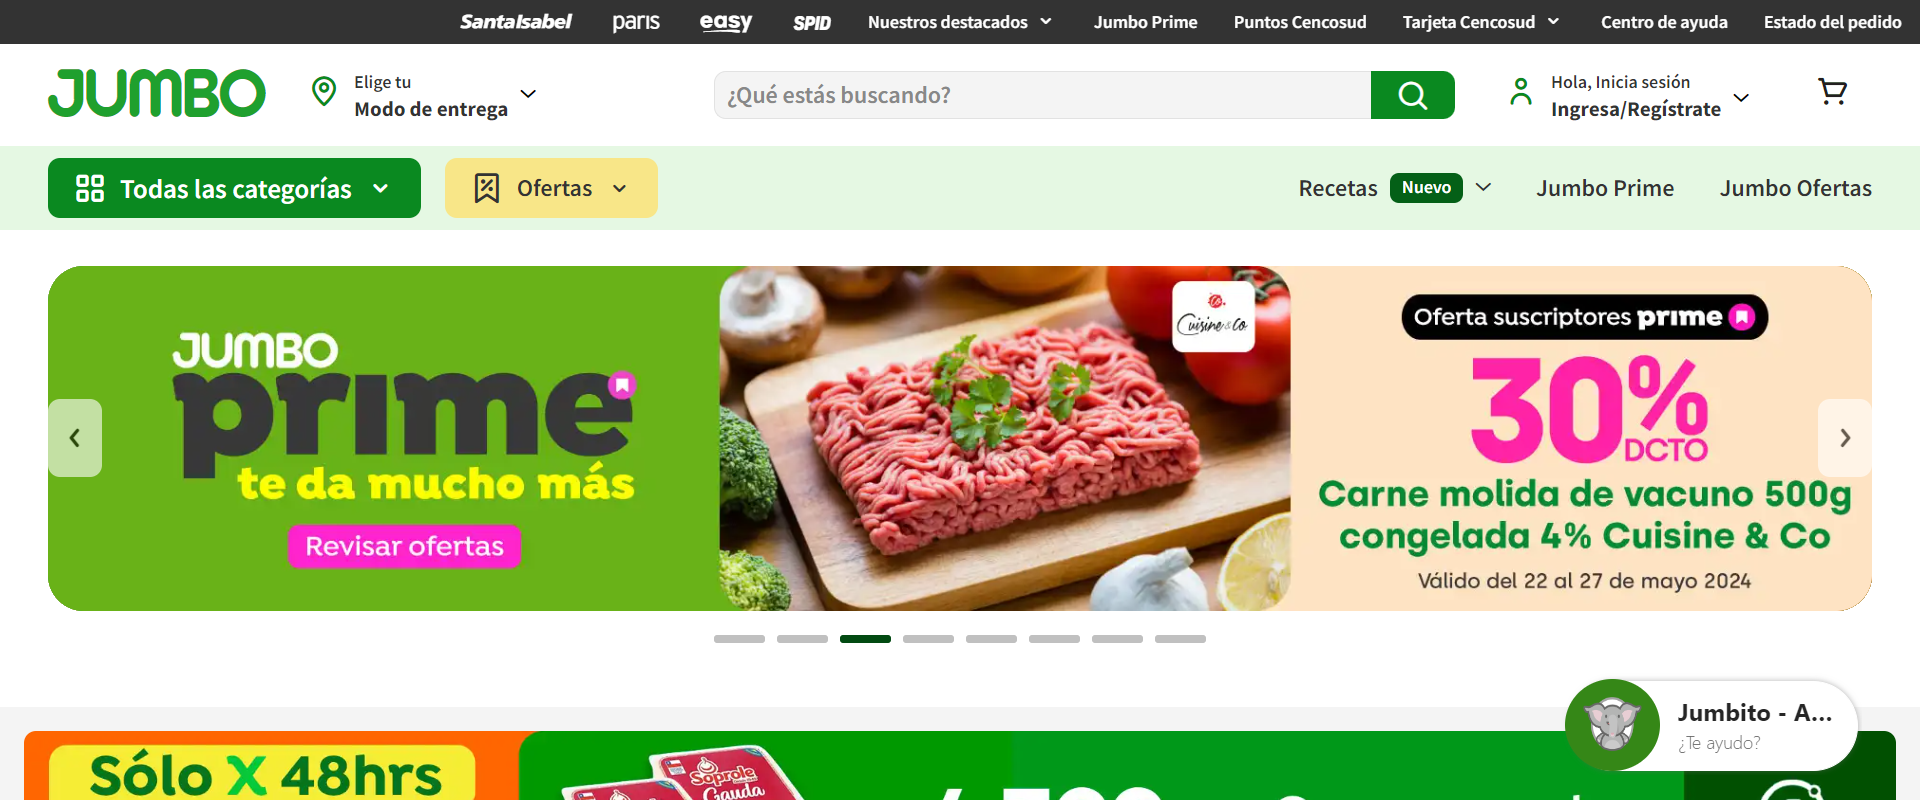 SantaIsabel paris easy SPID Nuestros destacados Jumbo Prime Puntos Cencosud Tarjeta Cencosud Centro de ayuda Estado del pedido
JUMBO
Elige tu
Modo de entrega
¿Qué estás buscando?
Hola, Inicia sesión
Ingresa/Regístrate
Todas las categorías
Ofertas
Recetas Nuevo
Jumbo Prime
Jumbo Ofertas
JUMBO
prime
te da mucho más
Revisar ofertas
Cuisine & Co
Oferta suscriptores prime
30%
DCTO
Carne molida de vacuno 500g
congelada 4% Cuisine & Co
Válido del 22 al 27 de mayo 2024
Jumbito - A...
¿Te ayudo?
Sólo X 48hrs
Soprole
Gauda